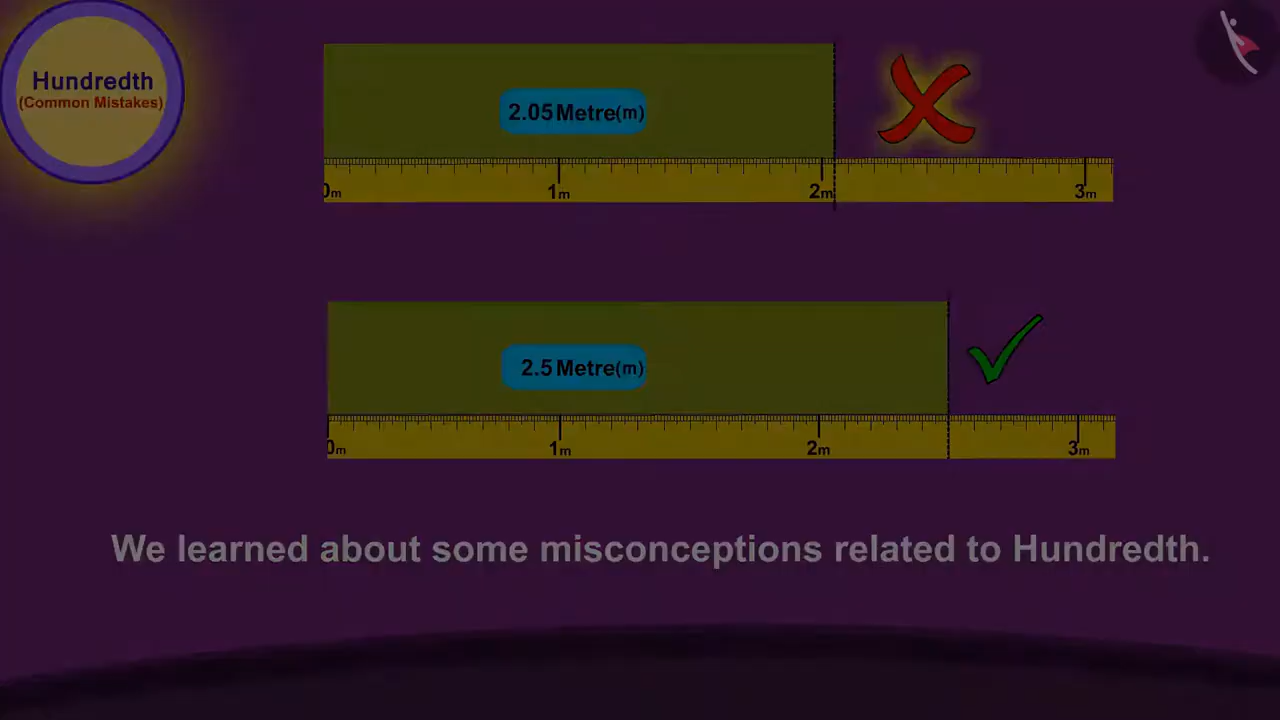 Hundredth
(Common Mistakes)
2.05 Metre(m)
0m 1m 2m 3m
2.5 Metre(m)
0m 1m 2m 3m
We learned about some misconceptions related to Hundredth.